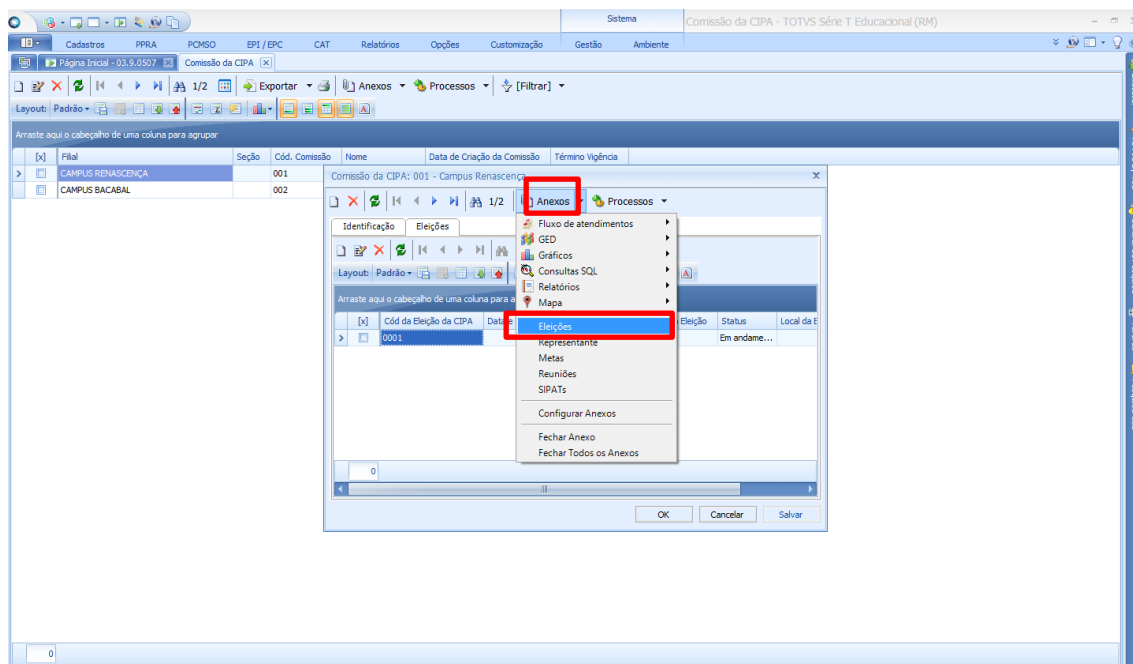 Sistema
Comissão da CIPA - TOTVS Série T Educacional (RM)
Cadastros PPRA PCMSO EPI / EPC CAT Relatórios Opções Customização Gestão Ambiente
Página Inicial - 03.9.0507 Comissão da CIPA
1/2 Exportar Anexos Processos [Filtrar]
Layout: Padrão
Arraste aqui o cabeçalho de uma coluna para agrupar
[x] Filial Seção Cód. Comissão Nome Data de Criação da Comissão Término Vigência
CAMPUS RENASCENÇA 001
CAMPUS BACABAL 002
Comissão da CIPA: 001 - Campus Renascença
1/2 Anexos Processos
Identificação Eleições
Layout: Padrão
Arraste aqui o cabeçalho de uma coluna para a
[x] Cód da Eleição da CIPA Data e Eleição Status Local da E
0001 Em andame...
Fluxo de atendimentos
GED
Gráficos
Consultas SQL
Relatórios
Mapa
Eleições
Representante
Metas
Reuniões
SIPATs
Configurar Anexos
Fechar Anexo
Fechar Todos os Anexos
0
OK Cancelar Salvar
0